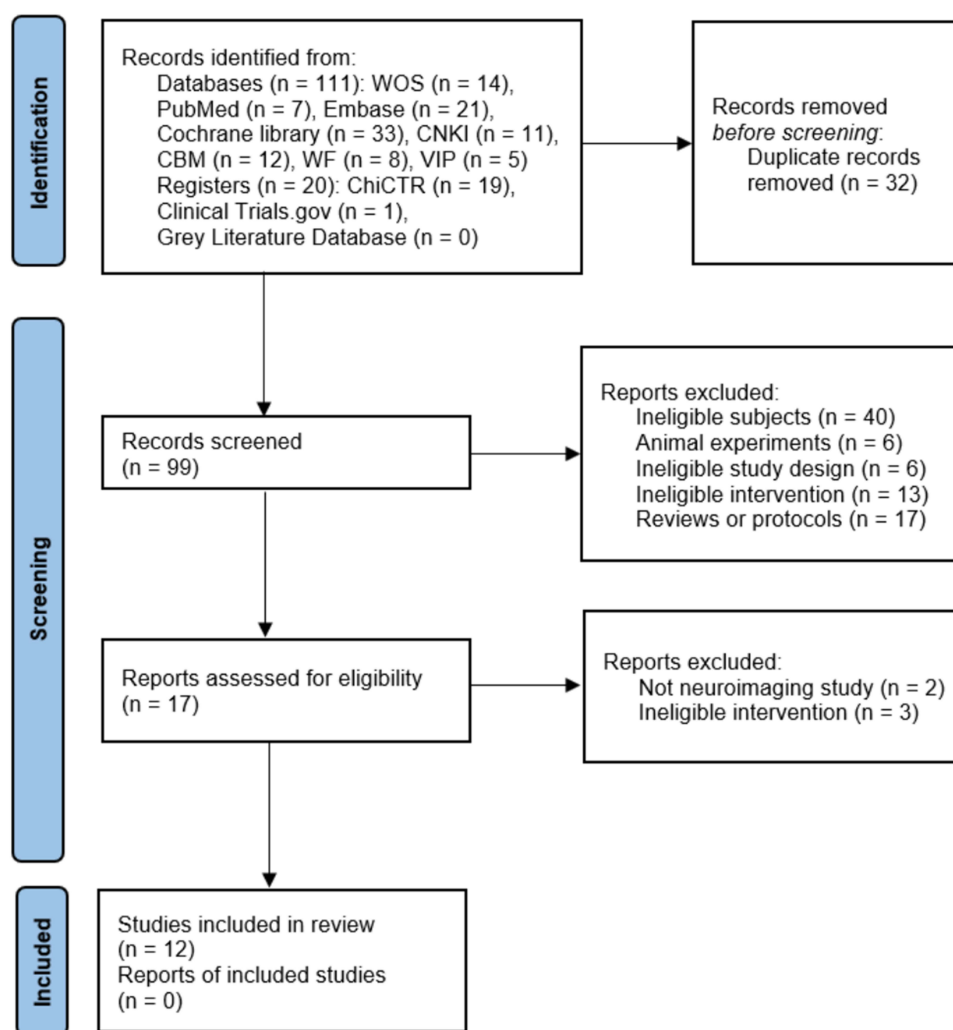 Identification
Records identified from:
Databases (n = 111): WOS (n = 14),
PubMed (n = 7), Embase (n = 21),
Cochrane library (n = 33), CNKI (n = 11),
CBM (n = 12), WF (n = 8), VIP (n = 5)
Registers (n = 20): ChiCTR (n = 19),
Clinical Trials.gov (n = 1),
Grey Literature Database (n = 0)
Records removed
before screening:
Duplicate records
removed (n = 32)
Screening
Records screened
(n = 99)
Reports excluded:
Ineligible subjects (n = 40)
Animal experiments (n = 6)
Ineligible study design (n = 6)
Ineligible intervention (n = 13)
Reviews or protocols (n = 17)
Reports assessed for eligibility
(n = 17)
Reports excluded:
Not neuroimaging study (n = 2)
Ineligible intervention (n = 3)
Included
Studies included in review
(n = 12)
Reports of included studies
(n = 0)